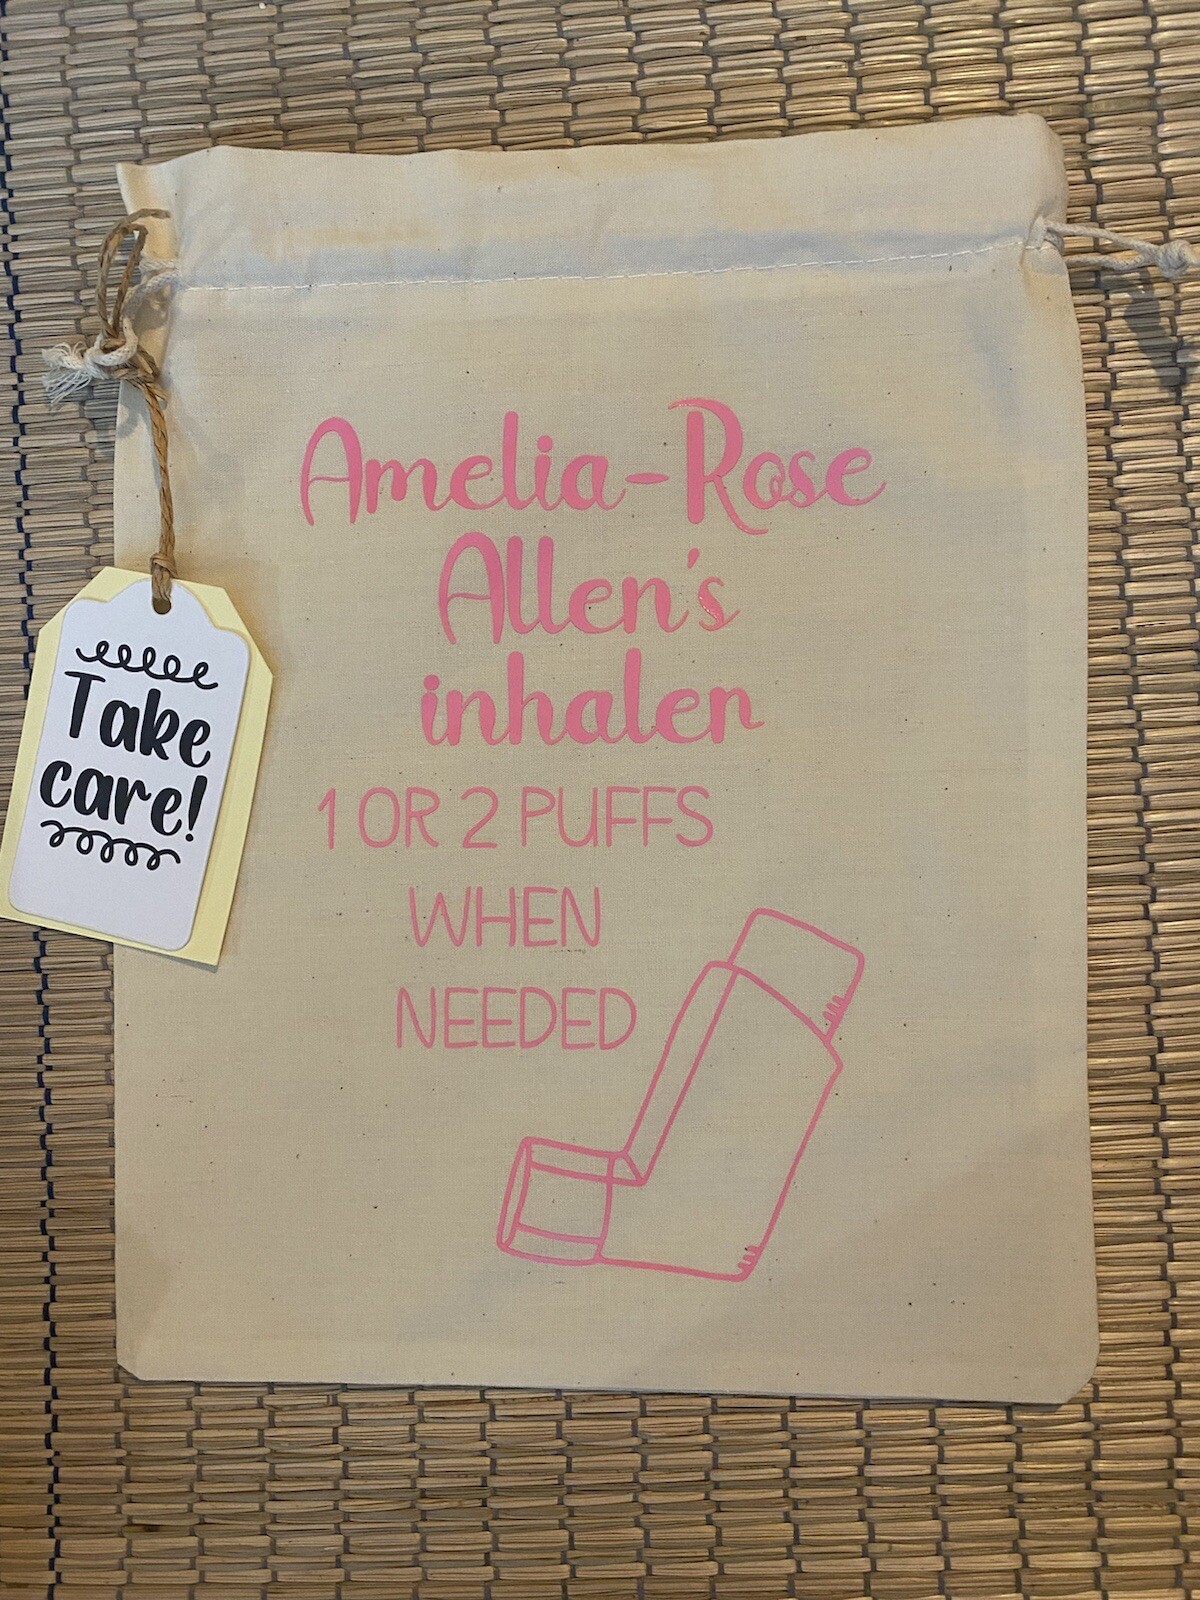 Amelia-Rose
Allen's
inhaler
1 OR 2 PUFFS
WHEN
NEEDED
Take
care!